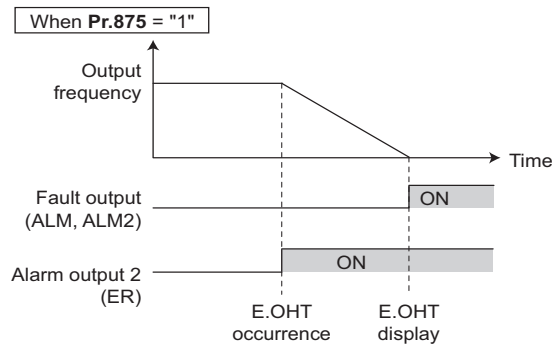 When Pr.875 = "1"
Output
frequency
Time
Fault output
(ALM, ALM2)
ON
Alarm output 2
(ER)
ON
E.OHT
occurrence
E.OHT
display